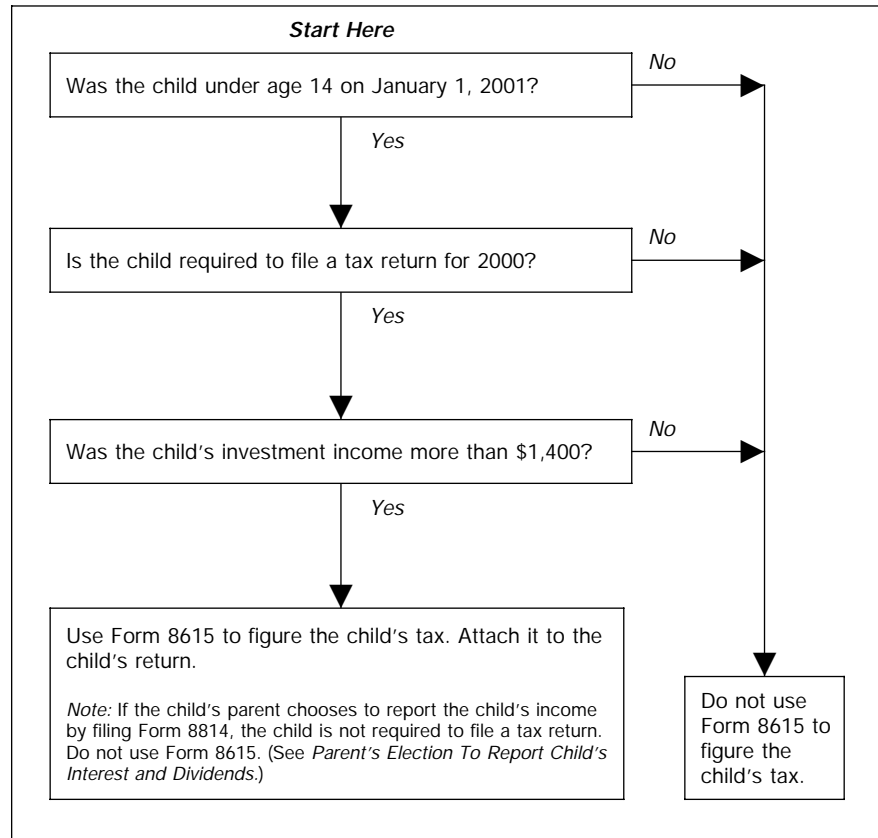 Start Here
Was the child under age 14 on January 1, 2001?
No
Yes
Is the child required to file a tax return for 2000?
No
Yes
Was the child's investment income more than $1,400?
No
Yes
Use Form 8615 to figure the child's tax. Attach it to the
child's return.
Note: If the child's parent chooses to report the child's income
by filing Form 8814, the child is not required to file a tax return.
Do not use Form 8615. (See Parent's Election To Report Child's
Interest and Dividends.)
Do not use
Form 8615 to
figure the
child's tax.